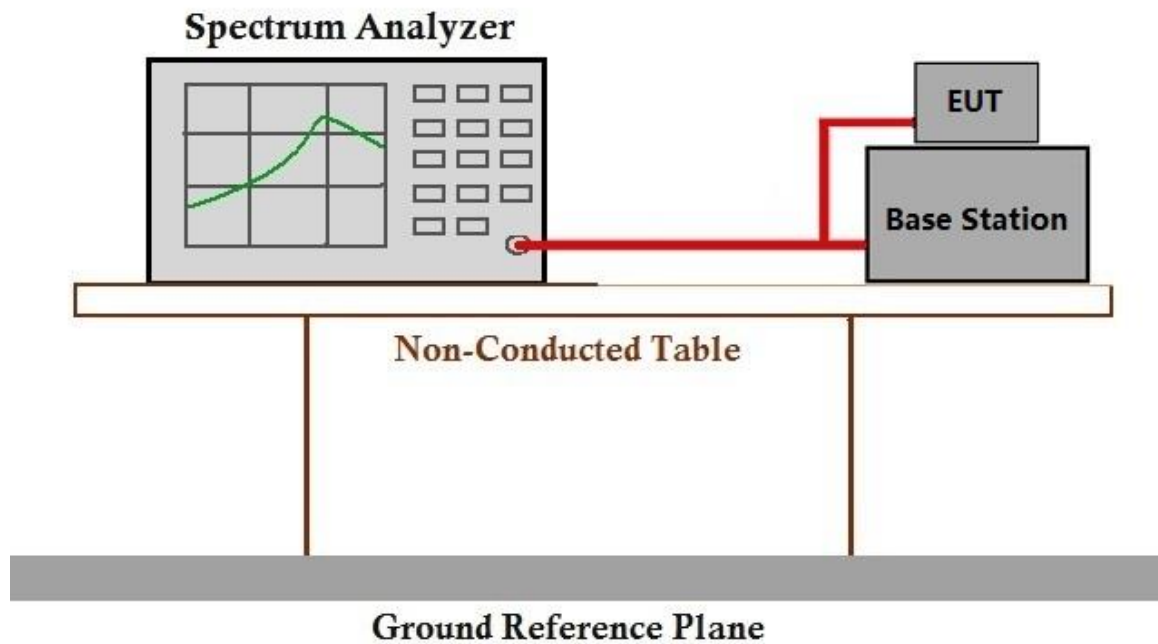 Spectrum Analyzer
EUT
Base Station
Non-Conducted Table
Ground Reference Plane